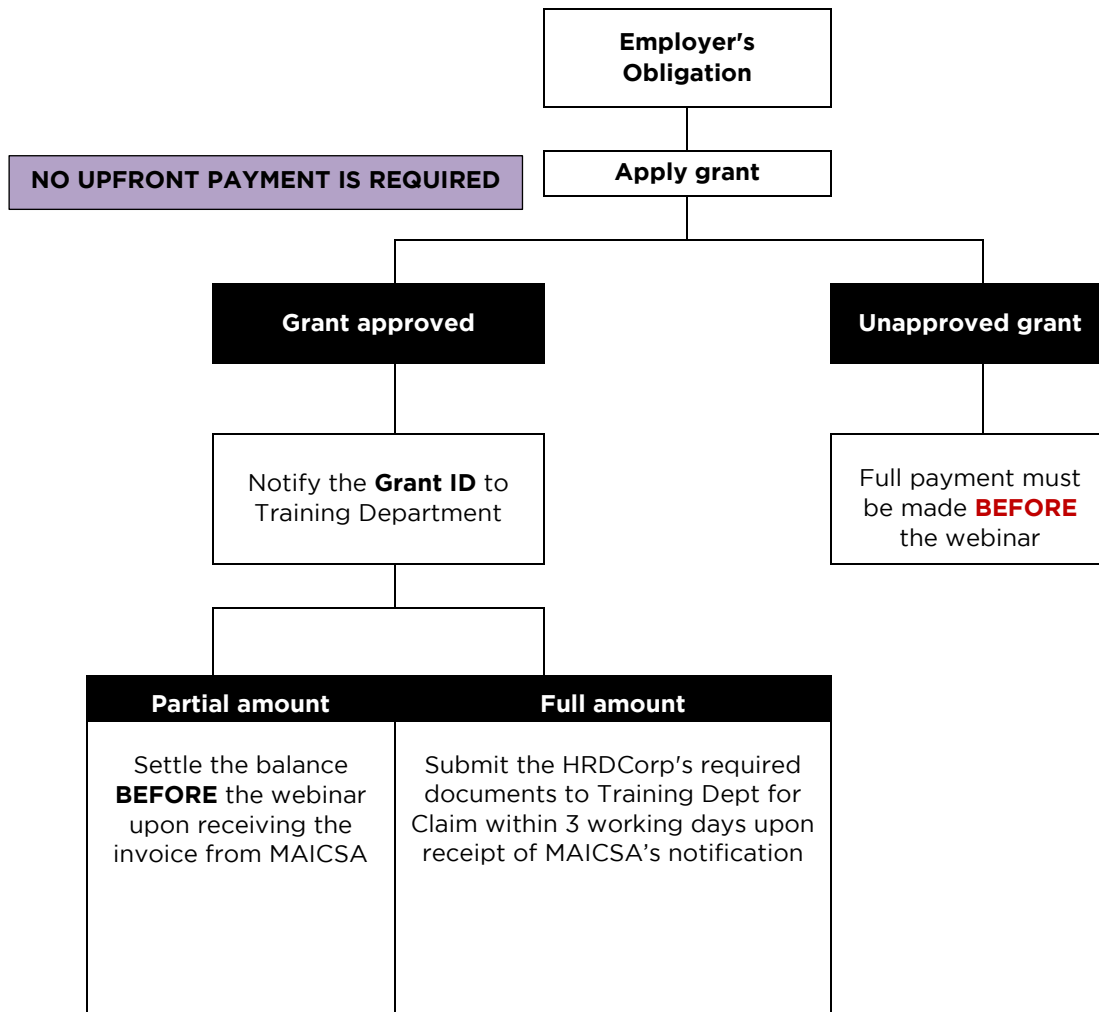 Employer's
Obligation
NO UPFRONT PAYMENT IS REQUIRED
Apply grant
Grant approved
Unapproved grant
Notify the Grant ID to
Training Department
Full payment must
be made BEFORE
the webinar
Partial amount
Full amount
Settle the balance
BEFORE the webinar
upon receiving the
invoice from MAICSA
Submit the HRDCorp's required
documents to Training Dept for
Claim within 3 working days upon
receipt of MAICSA’s notification